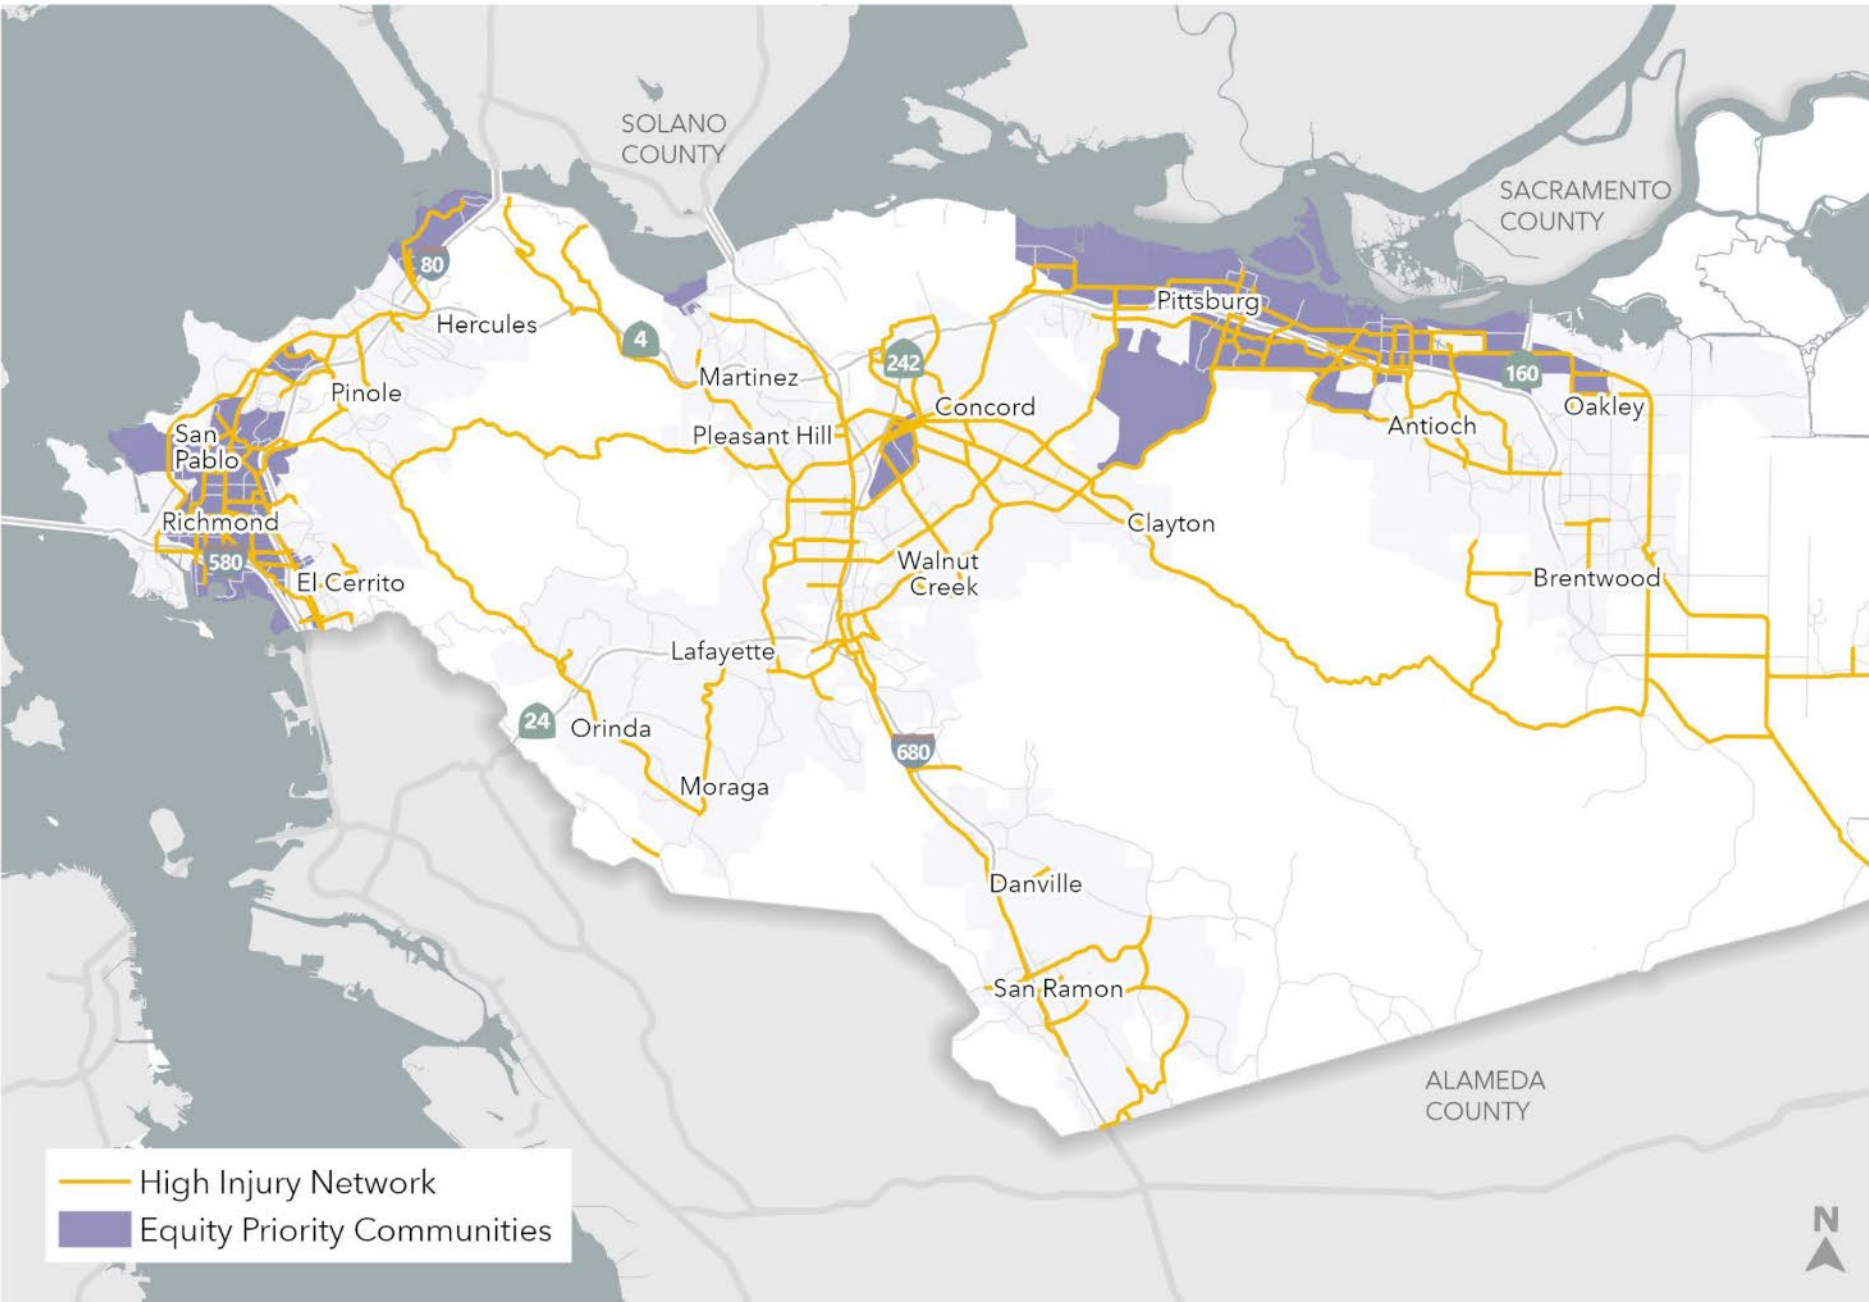 SOLANO
COUNTY
SACRAMENTO
COUNTY
80
Hercules
4
242
Pittsburg
160
Martinez
Pinole
Concord
Oakley
San
Pablo
Pleasant Hill
Antioch
Richmond
Clayton
580
El Cerrito
Walnut
Creek
Brentwood
Lafayette
24
Orinda
680
Moraga
Danville
San Ramon
ALAMEDA
COUNTY
High Injury Network
Equity Priority Communities
N